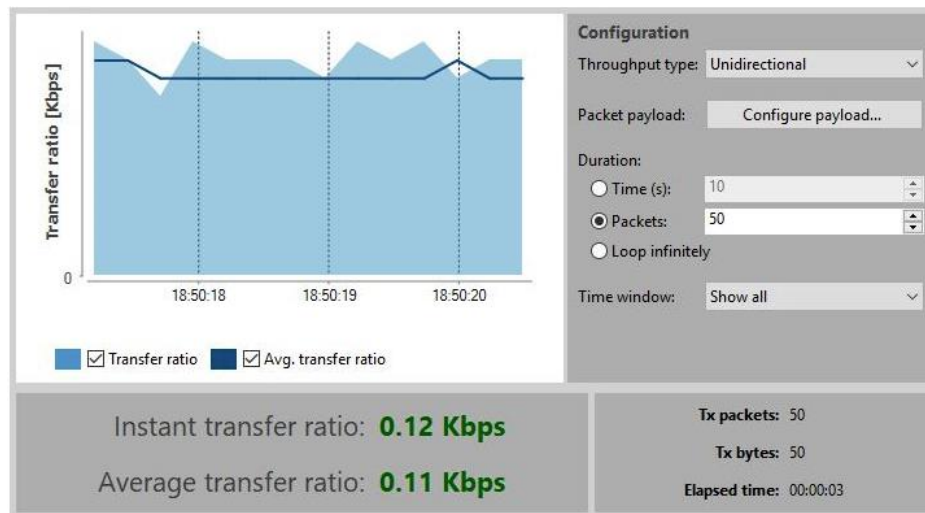 Transfer ratio [Kbps]
0
18:50:18 18:50:19 18:50:20
Transfer ratio Avg. transfer ratio
Configuration
Throughput type: Unidirectional
Packet payload: Configure payload...
Duration:
Time (s): 10
Packets: 50
Loop infinitely
Time window: Show all
Instant transfer ratio: 0.12 Kbps
Average transfer ratio: 0.11 Kbps
Tx packets: 50
Tx bytes: 50
Elapsed time: 00:00:03